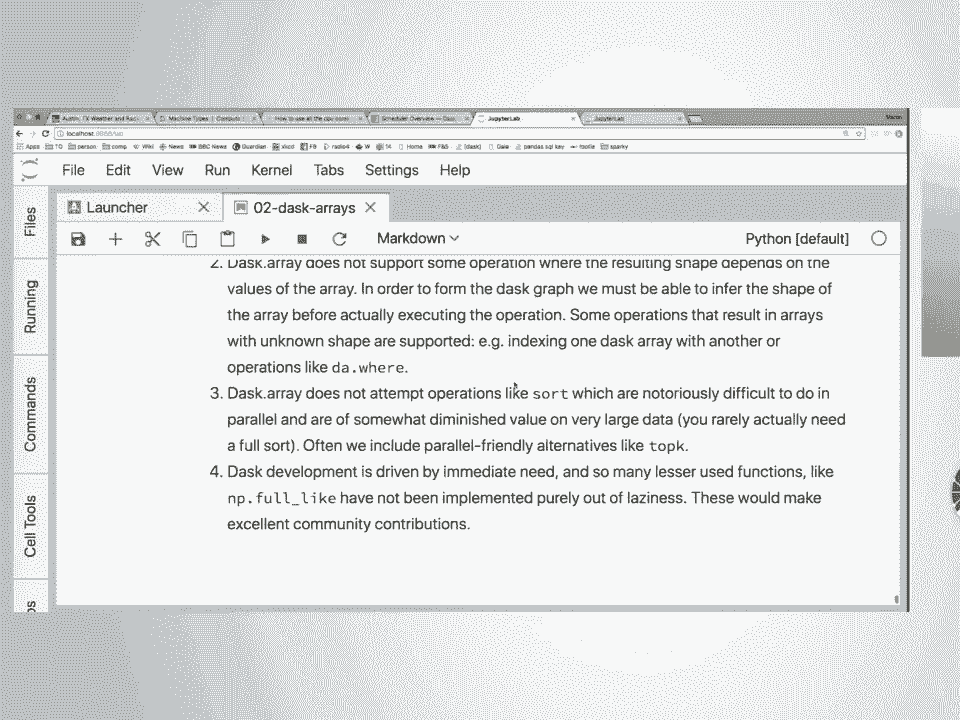 Austin, TX Weather and Rad
Machine Types | Compute
How to use all the cpu cores
Scheduler Overview — Dask
JupyterLab
JupyterLab
localhost:8888/lab
Apps TO person comp Wiki News BBC News Guardian xkcd FB radio4 W 14 Home F&S [dask] Dale pandas sql key tootle sparky
File Edit View Run Kernel Tabs Settings Help
Launcher 02-dask-arrays
Markdown Python [default]
Files
Running
Commands
Cell Tools
2. Dask.array does not support some operation where the resulting shape depends on the
values of the array. In order to form the dask graph we must be able to infer the shape of
the array before actually executing the operation. Some operations that result in arrays
with unknown shape are supported: e.g. indexing one dask array with another or
operations like da.where.
3. Dask.array does not attempt operations like sort which are notoriously difficult to do in
parallel and are of somewhat diminished value on very large data (you rarely actually need
a full sort). Often we include parallel-friendly alternatives like topk.
4. Dask development is driven by immediate need, and so many lesser used functions, like
np.full_like have not been implemented purely out of laziness. These would make
excellent community contributions.